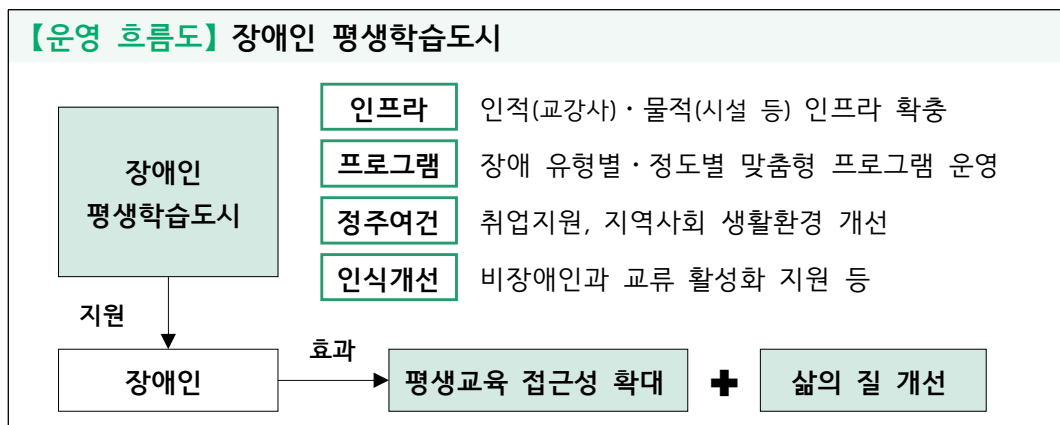 【운영 흐름도】 장애인 평생학습도시
장애인
평생학습도시
인프라 인적(교강사)·물적(시설 등) 인프라 확충
프로그램 장애 유형별·정도별 맞춤형 프로그램 운영
정주여건 취업지원, 지역사회 생활환경 개선
인식개선 비장애인과 교류 활성화 지원 등
지원
장애인 효과 평생교육 접근성 확대 + 삶의 질 개선